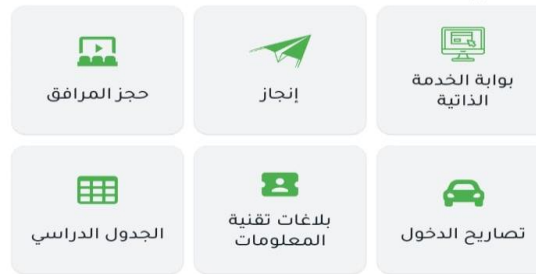 بوابة الخدمة
الذاتية
إنجاز
حجز المرافق
تصاريح الدخول
بلاغات تقنية
المعلومات
الجدول الدراسي